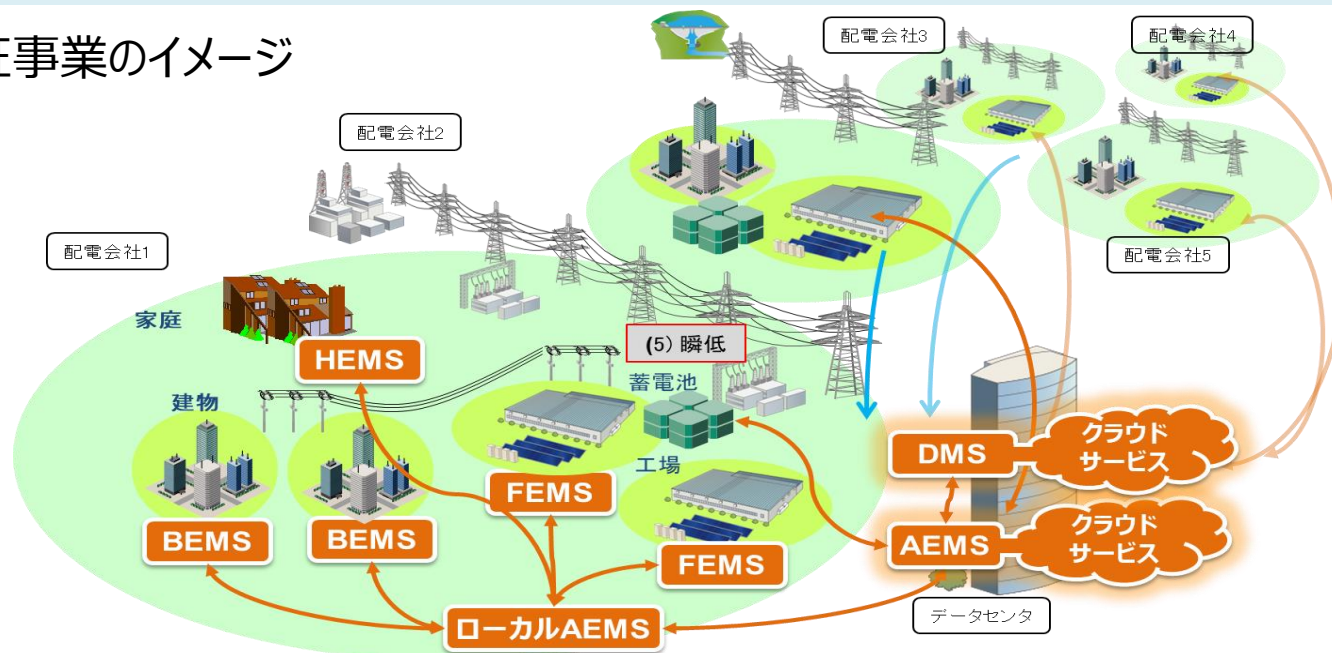 事業のイメージ
配電会社3
配電会社4
配電会社2
配電会社1
配電会社5
家庭
HEMS
(5) 瞬低
蓄電池
建物
工場
FEMS
BEMS
BEMS
FEMS
DMS
クラウド
サービス
AEMS
クラウド
サービス
データセンタ
ローカルAEMS